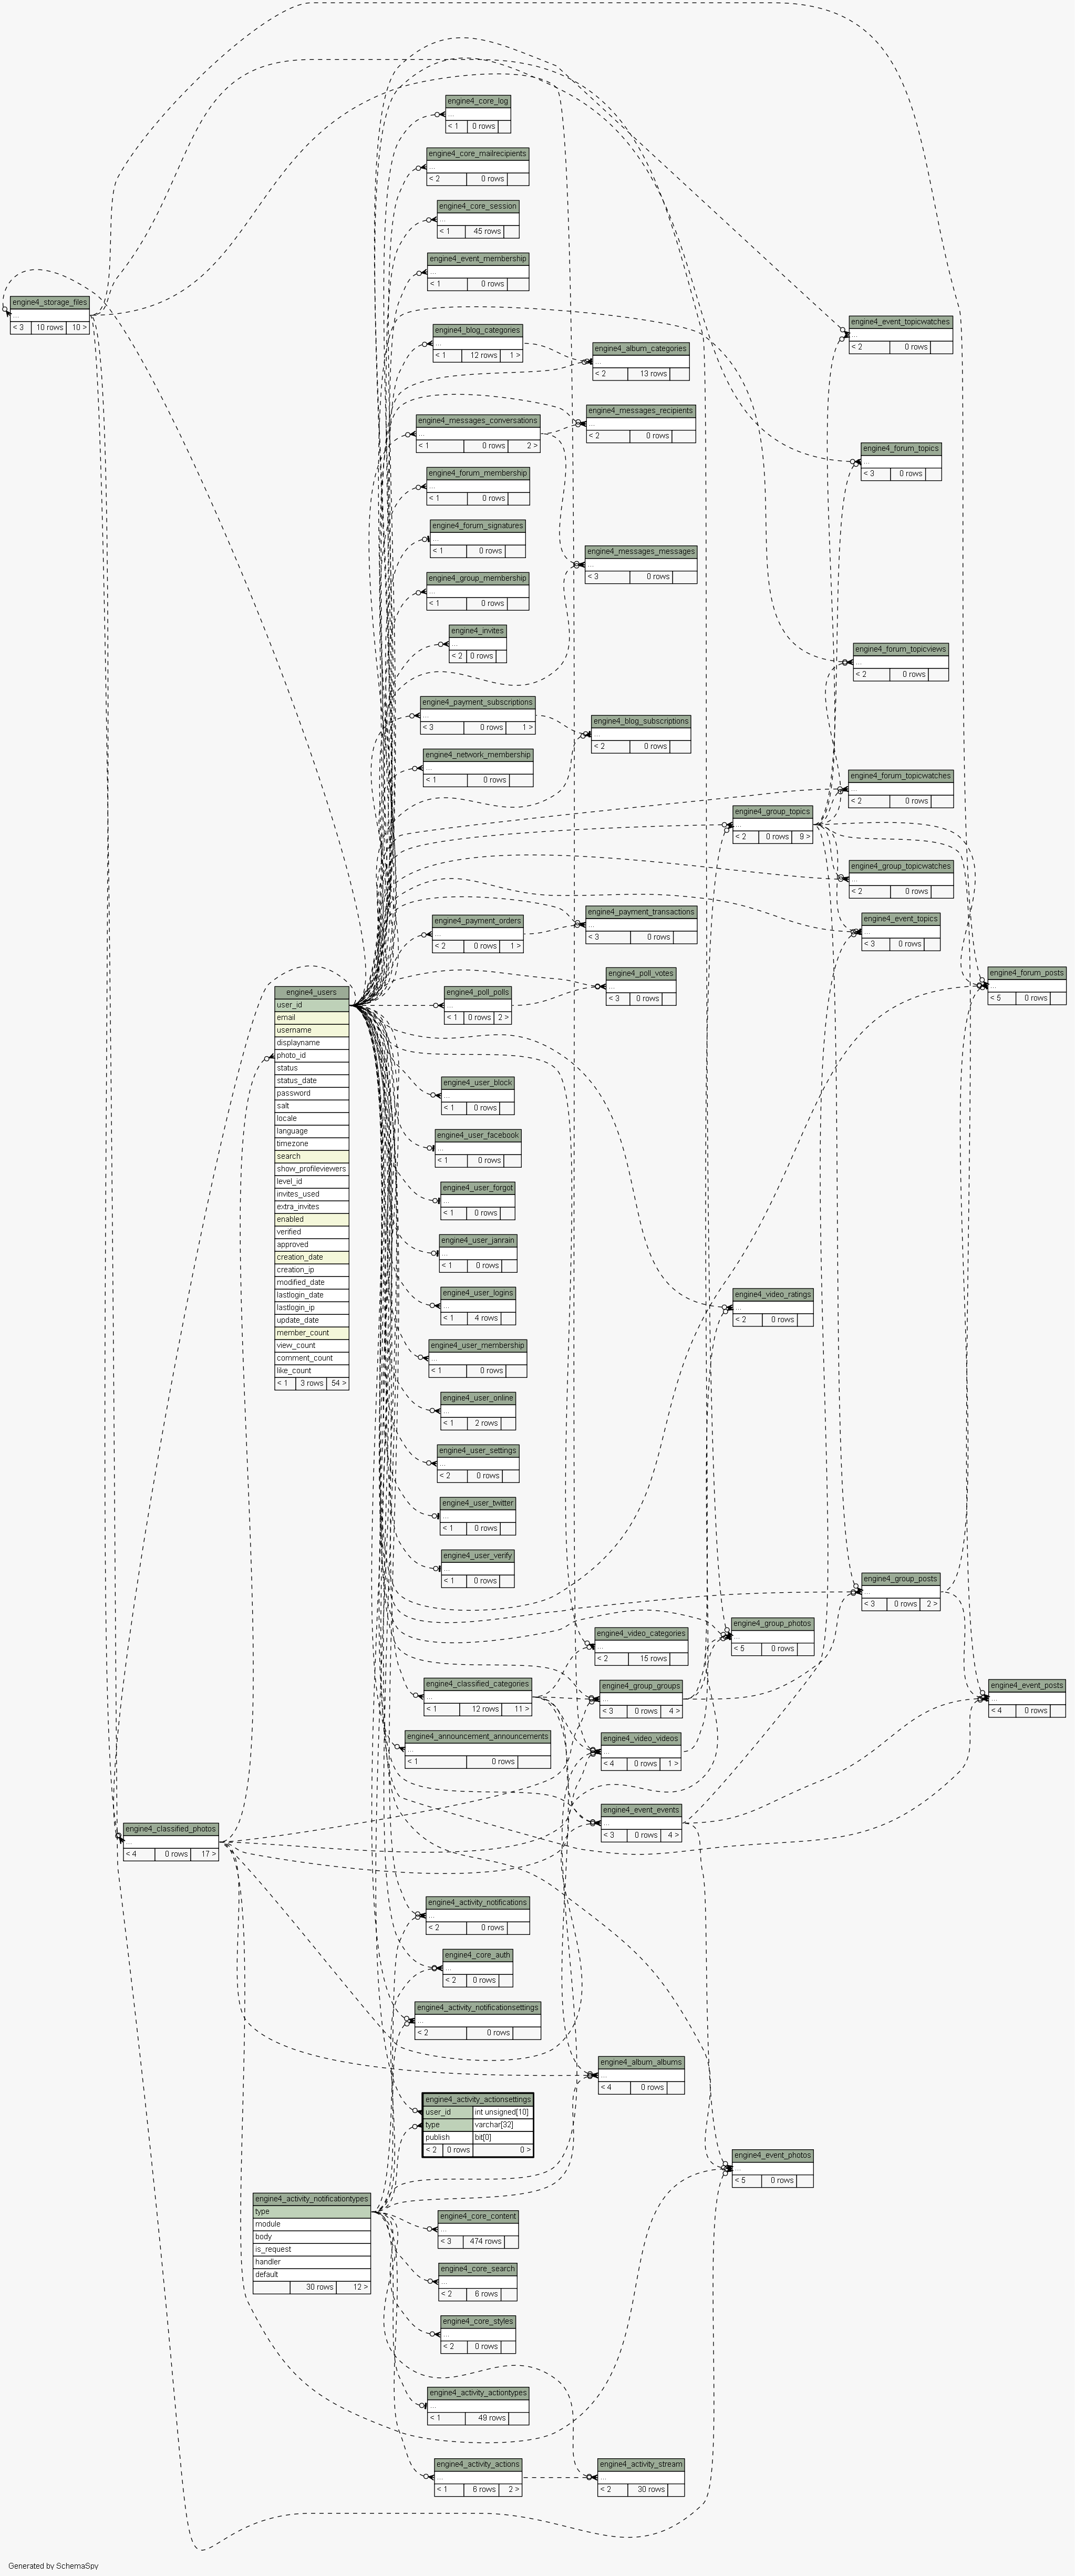 engine4_core_log
...
< 1 0 rows
engine4_core_mailrecipients
...
< 2 0 rows
engine4_core_session
...
< 1 45 rows
engine4_event_membership
...
< 1 0 rows
engine4_storage_files
...
< 3 10 rows 10 >
engine4_blog_categories
...
< 1 12 rows 1 >
engine4_album_categories
...
< 2 13 rows
engine4_event_topicwatches
...
< 2 0 rows
engine4_messages_conversations
...
< 1 0 rows 2 >
engine4_messages_recipients
...
< 2 0 rows
engine4_forum_topics
...
< 3 0 rows
engine4_forum_membership
...
< 1 0 rows
engine4_forum_signatures
...
< 1 0 rows
engine4_messages_messages
...
< 3 0 rows
engine4_group_membership
...
< 1 0 rows
engine4_invites
...
< 2 0 rows
engine4_forum_topicviews
...
< 2 0 rows
engine4_payment_subscriptions
...
< 3 0 rows 1 >
engine4_blog_subscriptions
...
< 2 0 rows
engine4_network_membership
...
< 1 0 rows
engine4_forum_topicwatches
...
< 2 0 rows
engine4_group_topics
...
< 2 0 rows 9 >
engine4_group_topicwatches
...
< 2 0 rows
engine4_payment_orders
...
< 2 0 rows 1 >
engine4_payment_transactions
...
< 3 0 rows
engine4_event_topics
...
< 3 0 rows
engine4_poll_polls
...
< 1 0 rows 2 >
engine4_poll_votes
...
< 3 0 rows
engine4_forum_posts
...
< 5 0 rows
engine4_users
user_id
email
username
displayname
photo_id
status
status_date
password
salt
locale
language
timezone
search
show_profileviewers
level_id
invites_used
extra_invites
enabled
verified
approved
creation_date
creation_ip
modified_date
lastlogin_date
lastlogin_ip
update_date
member_count
view_count
comment_count
like_count
< 1 3 rows 54 >
engine4_user_block
...
< 1 0 rows
engine4_user_facebook
...
< 1 0 rows
engine4_user_forgot
...
< 1 0 rows
engine4_user_janrain
...
< 1 0 rows
engine4_user_logins
...
< 1 4 rows
engine4_video_ratings
...
< 2 0 rows
engine4_user_membership
...
< 1 0 rows
engine4_user_online
...
< 1 2 rows
engine4_user_settings
...
< 2 0 rows
engine4_user_twitter
...
< 1 0 rows
engine4_user_verify
...
< 1 0 rows
engine4_group_posts
...
< 3 0 rows 2 >
engine4_video_categories
...
< 2 15 rows
engine4_group_photos
...
< 5 0 rows
engine4_classified_categories
...
< 1 12 rows 11 >
engine4_group_groups
...
< 3 0 rows 4 >
engine4_event_posts
...
< 4 0 rows
engine4_announcement_announcements
...
< 1 0 rows
engine4_video_videos
...
< 4 0 rows 1 >
engine4_event_events
...
< 3 0 rows 4 >
engine4_classified_photos
...
< 4 0 rows 17 >
engine4_activity_notifications
...
< 2 0 rows
engine4_core_auth
...
< 2 0 rows
engine4_activity_notificationsettings
...
< 2 0 rows
engine4_album_albums
...
< 4 0 rows
engine4_activity_actionsettings
user_id int unsigned[10]
type varchar[32]
publish bit[0]
< 2 0 rows 0 >
engine4_event_photos
...
< 5 0 rows
engine4_activity_notificationtypes
type
module
body
is_request
handler
default
30 rows 12 >
engine4_core_content
...
< 3 474 rows
engine4_core_search
...
< 2 6 rows
engine4_core_styles
...
< 2 0 rows
engine4_activity_actiontypes
...
< 1 49 rows
engine4_activity_actions
...
< 1 6 rows 2 >
engine4_activity_stream
...
< 2 30 rows
Generated by SchemaSpy